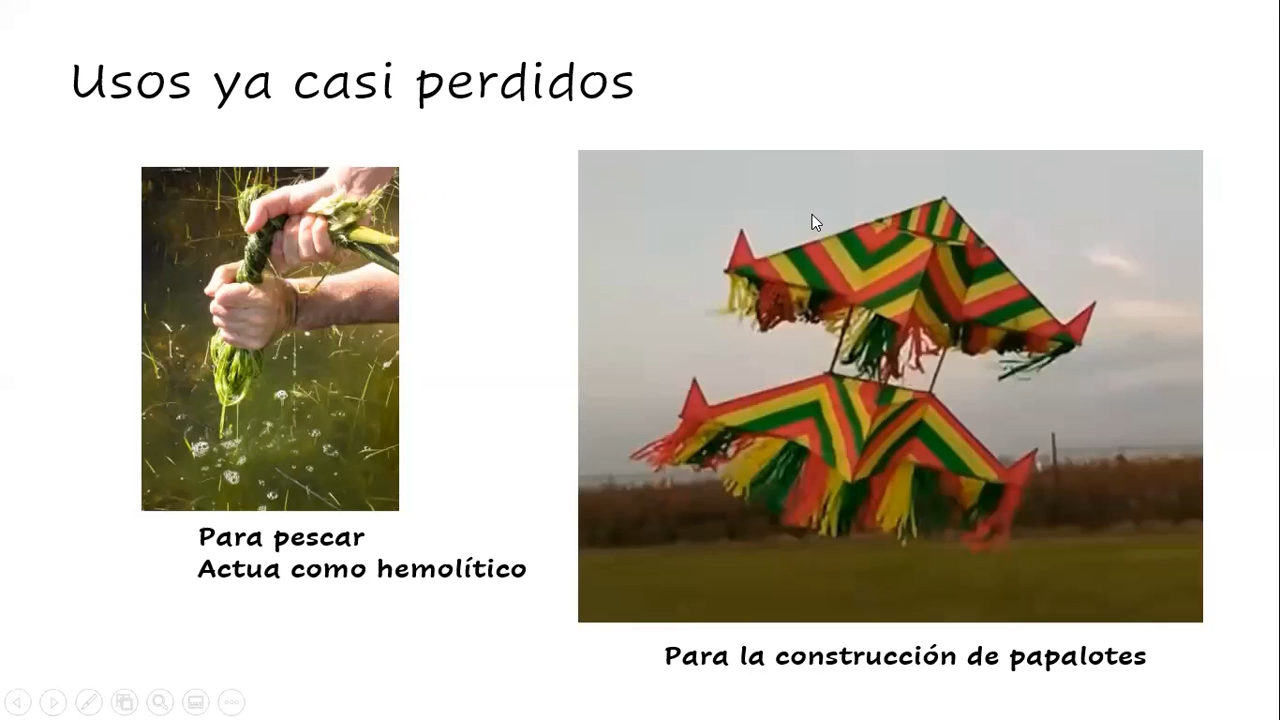 Usos ya casi perdidos
Para pescar
Actua como hemolítico
Para la construcción de papalotes